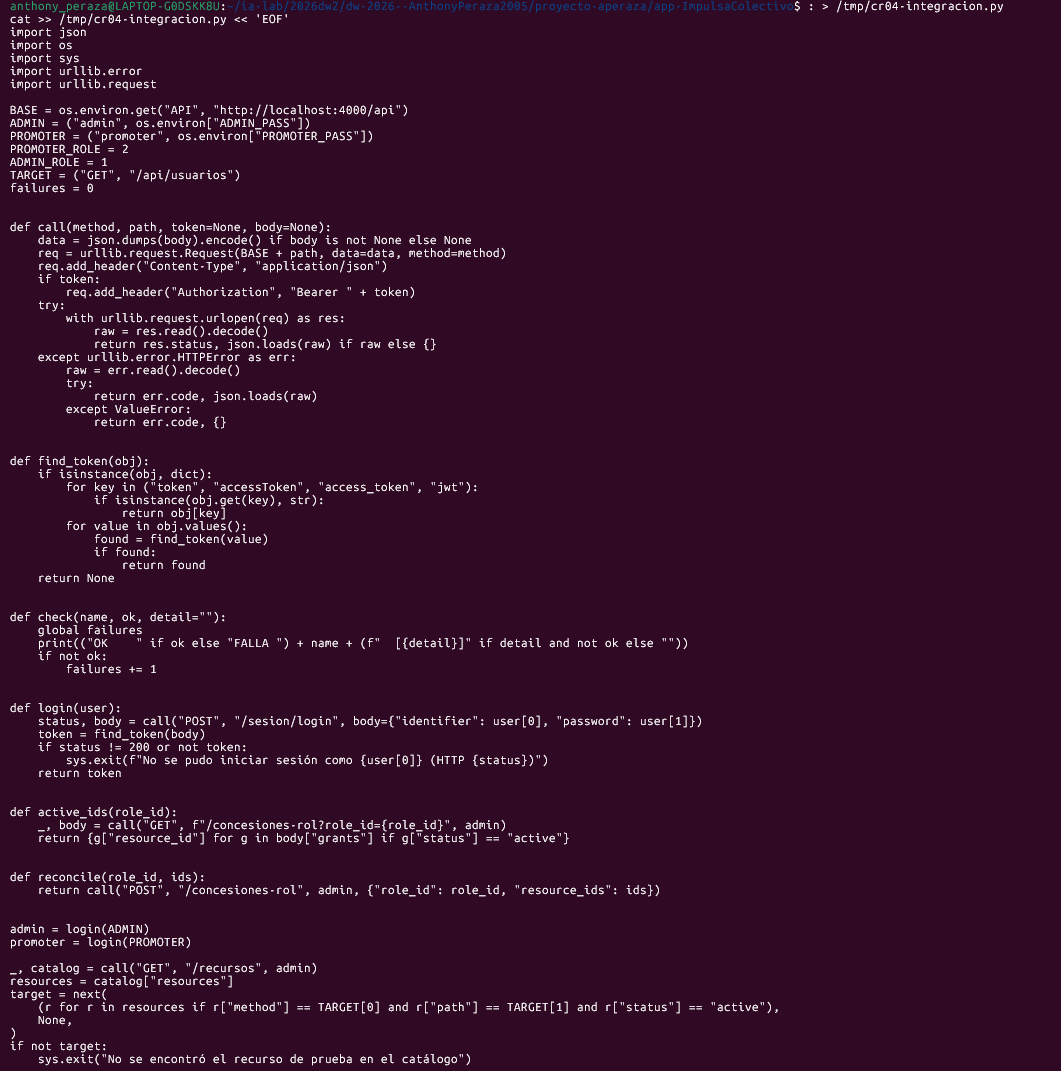 anthony_peraza@LAPTOP-G0DSKK8U:~/ia-lab/2026dw2/dw-2026--AnthonyPeraza2005/proyecto-aperaza/app-ImpulsaColectivo$ : > /tmp/cr04-integracion.py
cat >> /tmp/cr04-integracion.py << 'EOF'
import json
import os
import sys
import urllib.error
import urllib.request

BASE = os.environ.get("API", "http://localhost:4000/api")
ADMIN = ("admin", os.environ["ADMIN_PASS"])
PROMOTER = ("promoter", os.environ["PROMOTER_PASS"])
PROMOTER_ROLE = 2
ADMIN_ROLE = 1
TARGET = ("GET", "/api/usuarios")
failures = 0


def call(method, path, token=None, body=None):
    data = json.dumps(body).encode() if body is not None else None
    req = urllib.request.Request(BASE + path, data=data, method=method)
    req.add_header("Content-Type", "application/json")
    if token:
        req.add_header("Authorization", "Bearer " + token)
    try:
        with urllib.request.urlopen(req) as res:
            raw = res.read().decode()
            return res.status, json.loads(raw) if raw else {}
    except urllib.error.HTTPError as err:
        raw = err.read().decode()
        try:
            return err.code, json.loads(raw)
        except ValueError:
            return err.code, {}


def find_token(obj):
    if isinstance(obj, dict):
        for key in ("token", "accessToken", "access_token", "jwt"):
            if isinstance(obj.get(key), str):
                return obj[key]
        for value in obj.values():
            found = find_token(value)
            if found:
                return found
    return None


def check(name, ok, detail=""):
    global failures
    print(("OK    " if ok else "FALLA ") + name + (f"  [{detail}]" if detail and not ok else ""))
    if not ok:
        failures += 1


def login(user):
    status, body = call("POST", "/sesion/login", body={"identifier": user[0], "password": user[1]})
    token = find_token(body)
    if status != 200 or not token:
        sys.exit(f"No se pudo iniciar sesión como {user[0]} (HTTP {status})")
    return token


def active_ids(role_id):
    _, body = call("GET", f"/concesiones-rol?role_id={role_id}", admin)
    return {g["resource_id"] for g in body["grants"] if g["status"] == "active"}


def reconcile(role_id, ids):
    return call("POST", "/concesiones-rol", admin, {"role_id": role_id, "resource_ids": ids})


admin = login(ADMIN)
promoter = login(PROMOTER)

_, catalog = call("GET", "/recursos", admin)
resources = catalog["resources"]
target = next(
    (r for r in resources if r["method"] == TARGET[0] and r["path"] == TARGET[1] and r["status"] == "active"),
    None,
)
if not target:
    sys.exit("No se encontró el recurso de prueba en el catálogo")